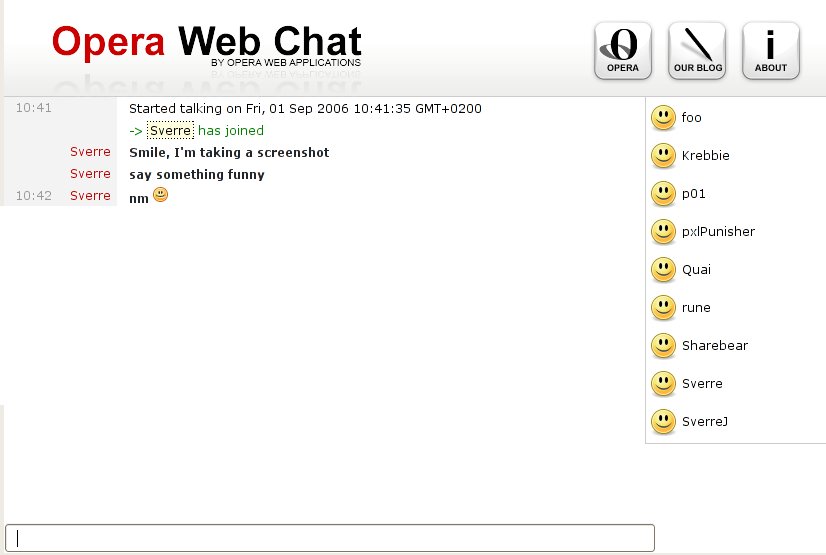 Opera Web Chat
BY OPERA WEB APPLICATIONS
OPERA
OUR BLOG
i
ABOUT
10:41 Started talking on Fri, 01 Sep 2006 10:41:35 GMT+0200
-> Sverre has joined
Sverre Smile, I'm taking a screenshot
Sverre say something funny
10:42 Sverre nm
foo
Krebbie
p01
pxlPunisher
Quai
rune
Sharebear
Sverre
SverreJ